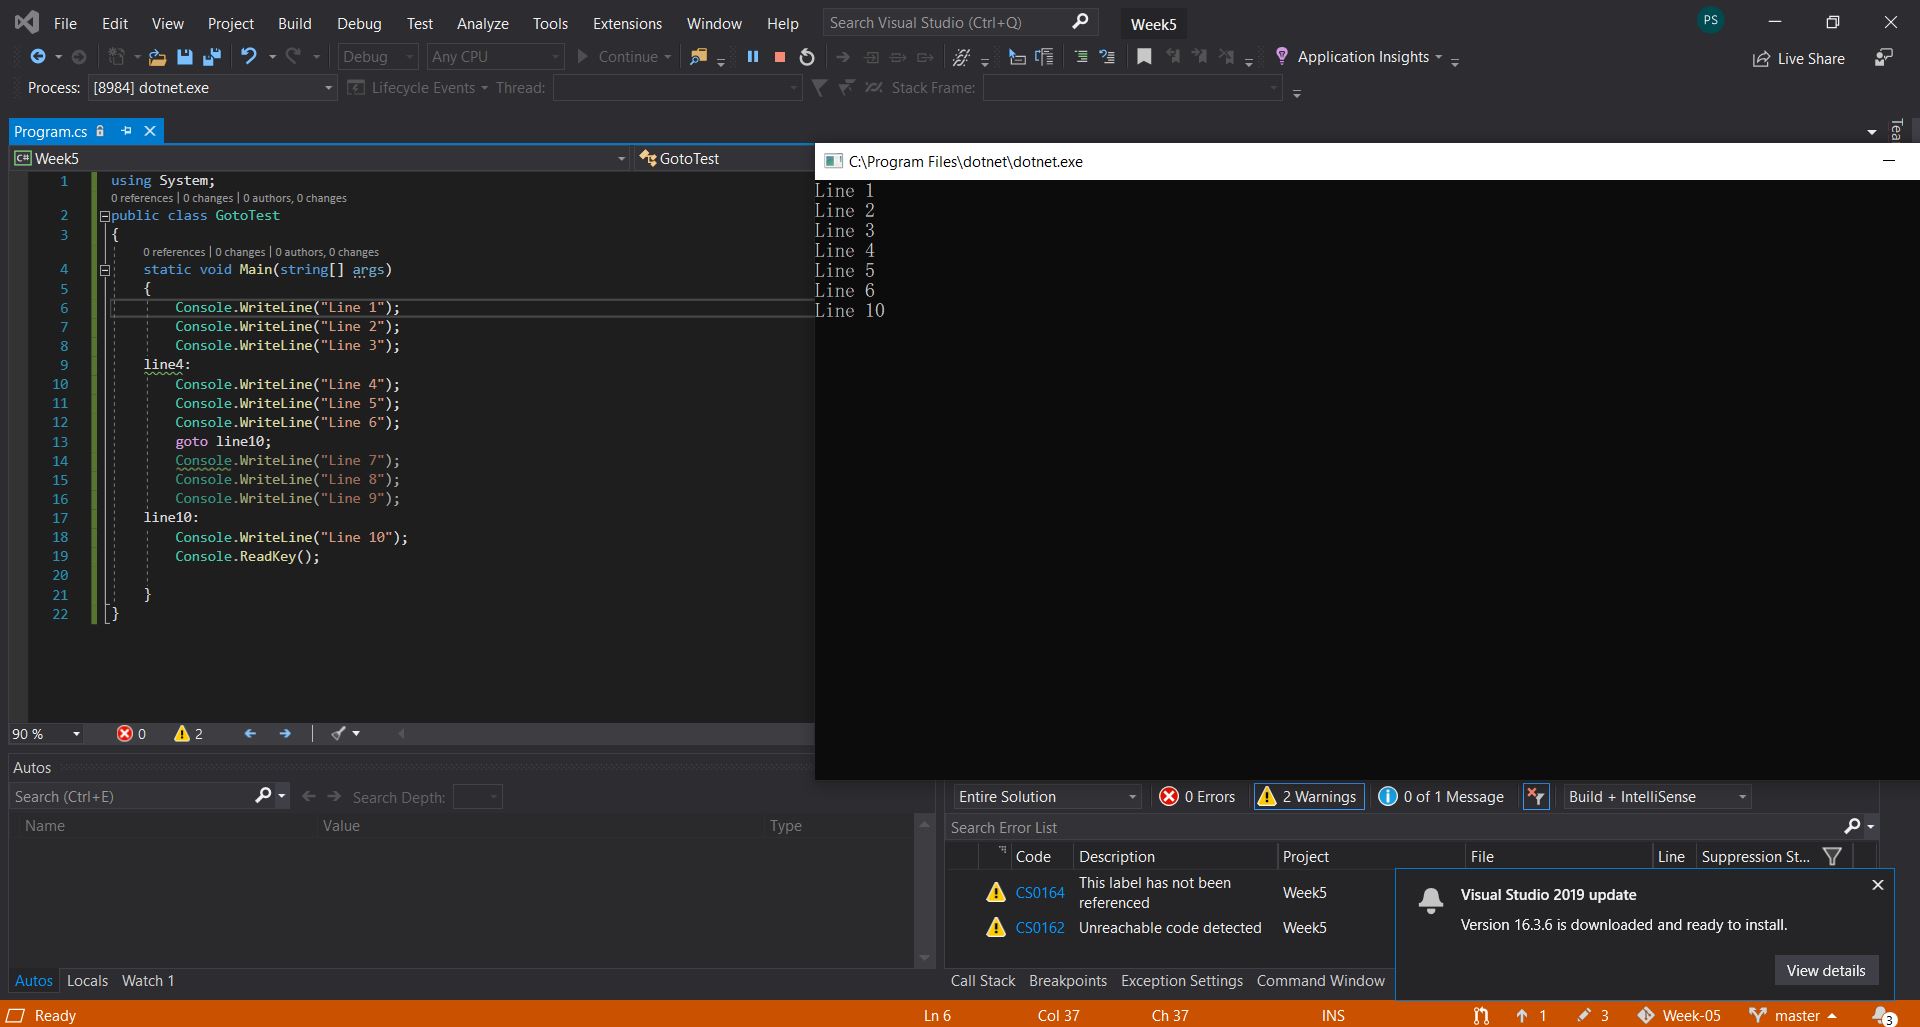 File Edit View Project Build Debug Test Analyze Tools Extensions Window Help Search Visual Studio (Ctrl+Q) Week5 PS
Debug Any CPU Continue Application Insights Live Share
Process: [8984] dotnet.exe Lifecycle Events Thread: Stack Frame:
Program.cs
Week5 GotoTest
1 using System;
0 references | 0 changes | 0 authors, 0 changes
2 public class GotoTest
3 {
0 references | 0 changes | 0 authors, 0 changes
4 static void Main(string[] args)
5 {
6 Console.WriteLine("Line 1");
7 Console.WriteLine("Line 2");
8 Console.WriteLine("Line 3");
9 line4:
10 Console.WriteLine("Line 4");
11 Console.WriteLine("Line 5");
12 Console.WriteLine("Line 6");
13 goto line10;
14 Console.WriteLine("Line 7");
15 Console.WriteLine("Line 8");
16 Console.WriteLine("Line 9");
17 line10:
18 Console.WriteLine("Line 10");
19 Console.ReadKey();
20
21 }
22 }
C:\Program Files\dotnet\dotnet.exe
Line 1
Line 2
Line 3
Line 4
Line 5
Line 6
Line 10
90 % 0 2
Autos
Search (Ctrl+E) Search Depth:
Name Value Type
Autos Locals Watch 1
Entire Solution 0 Errors 2 Warnings 0 of 1 Message Build + IntelliSense
Search Error List
Code Description Project File Line Suppression St...
CS0164 This label has not been referenced Week5
CS0162 Unreachable code detected Week5
Call Stack Breakpoints Exception Settings Command Window
Visual Studio 2019 update
Version 16.3.6 is downloaded and ready to install.
View details
Ready Ln 6 Col 37 Ch 37 INS 1 3 Week-05 master 3